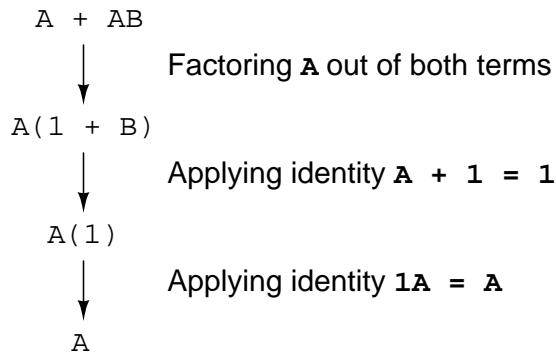 A + AB
Factoring A out of both terms
A(1 + B)
Applying identity A + 1 = 1
A(1)
Applying identity 1A = A
A